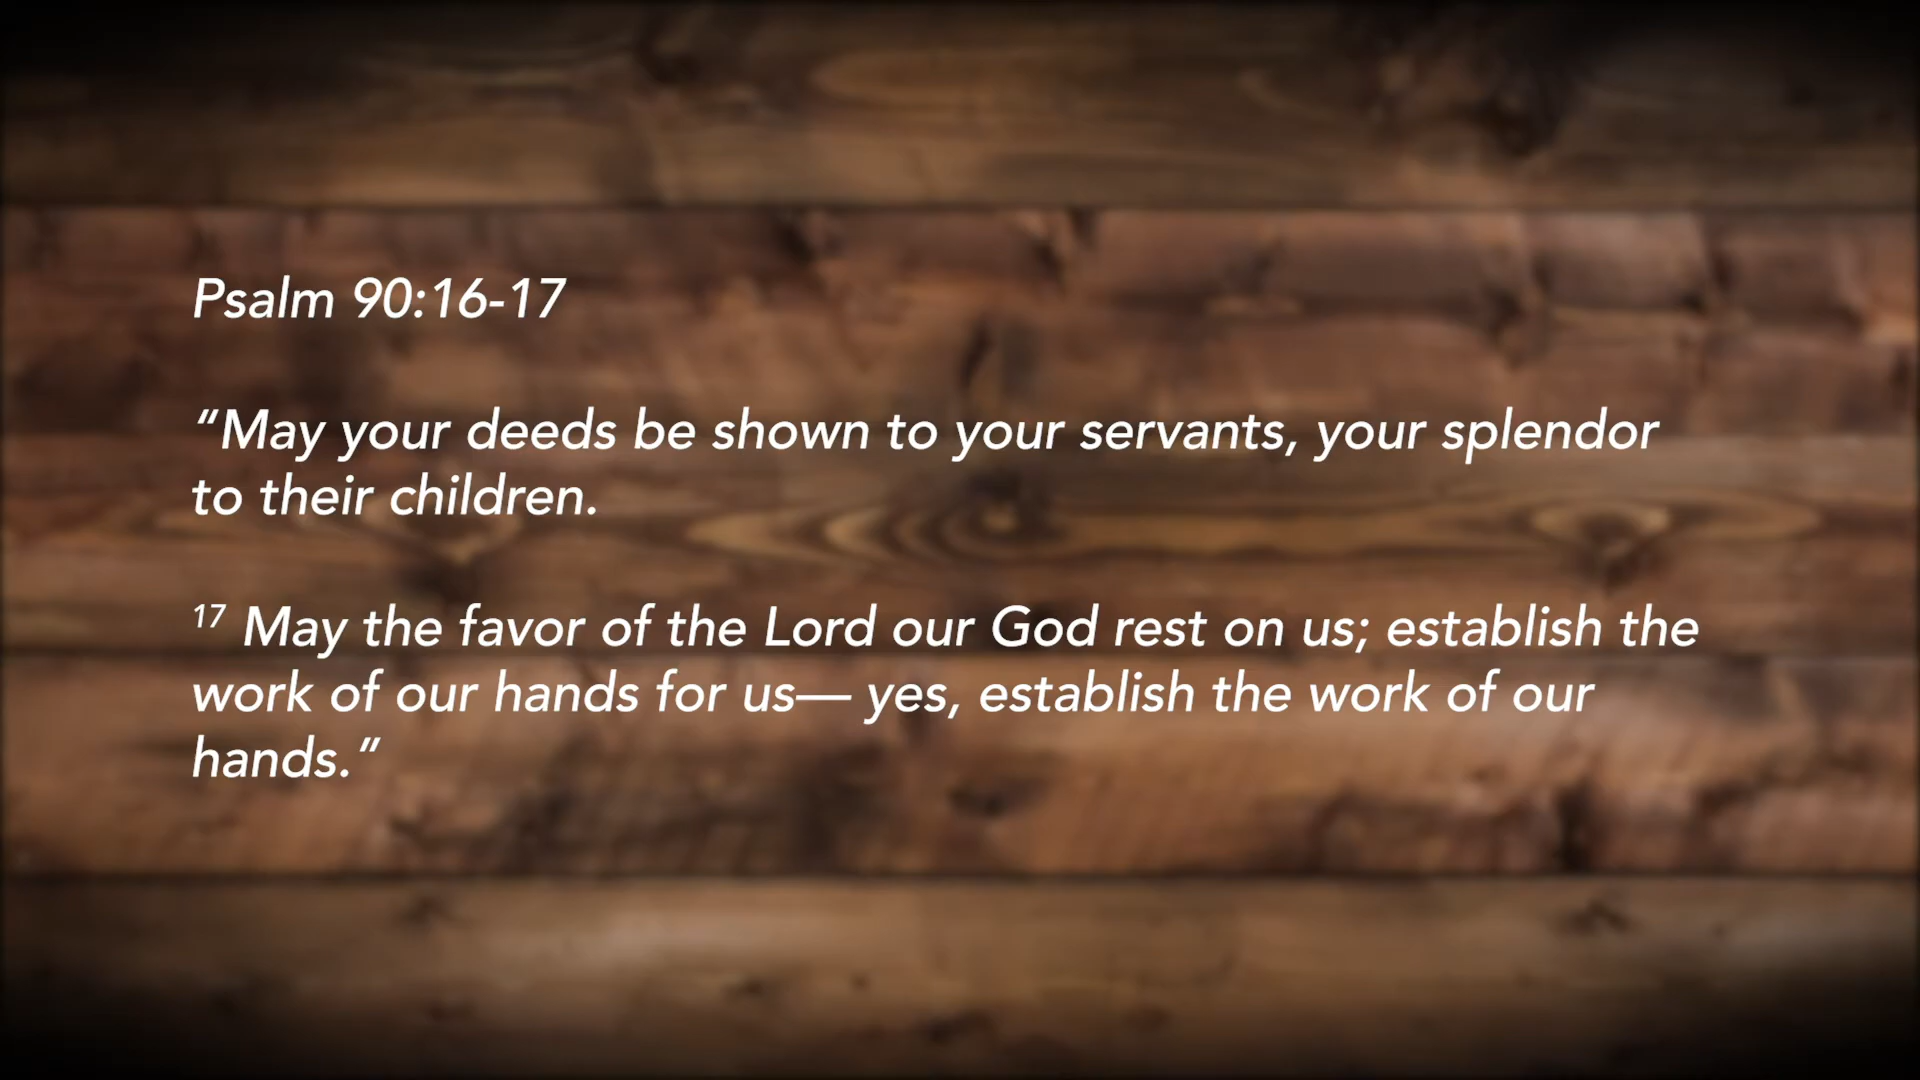 Psalm 90:16-17
“May your deeds be shown to your servants, your splendor
to their children.
17 May the favor of the Lord our God rest on us; establish the
work of our hands for us— yes, establish the work of our
hands.”